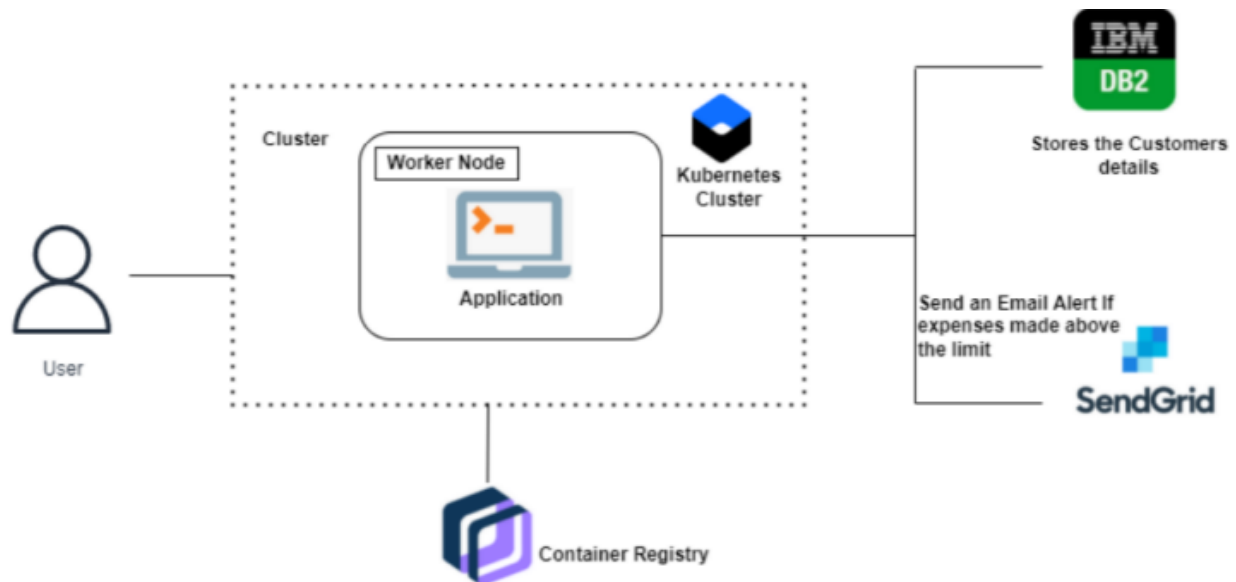 IBM
DB2
Stores the Customers
details
Cluster
Worker Node
Kubernetes
Cluster
Application
User
Send an Email Alert If
expenses made above
the limit
SendGrid
Container Registry